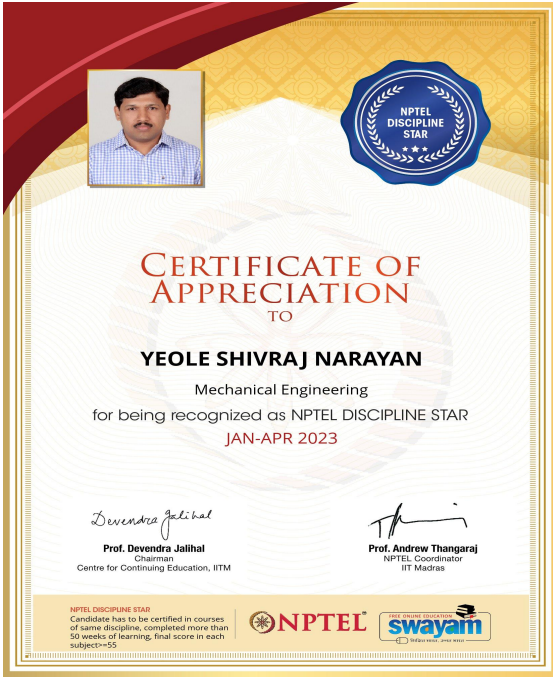 NPTEL
DISCIPLINE
STAR
CERTIFICATE OF
APPRECIATION
TO
YEOLE SHIVRAJ NARAYAN
Mechanical Engineering
for being recognized as NPTEL DISCIPLINE STAR
JAN-APR 2023
Devendra Jalihal
Prof. Devendra Jalihal
Chairman
Centre for Continuing Education, IITM
Prof. Andrew Thangaraj
NPTEL Coordinator
IIT Madras
NPTEL DISCIPLINE STAR
Candidate has to be certified in courses
of same discipline, completed more than
50 weeks of learning, final score in each
subject>=55
NPTEL
FREE ONLINE EDUCATION
swayam